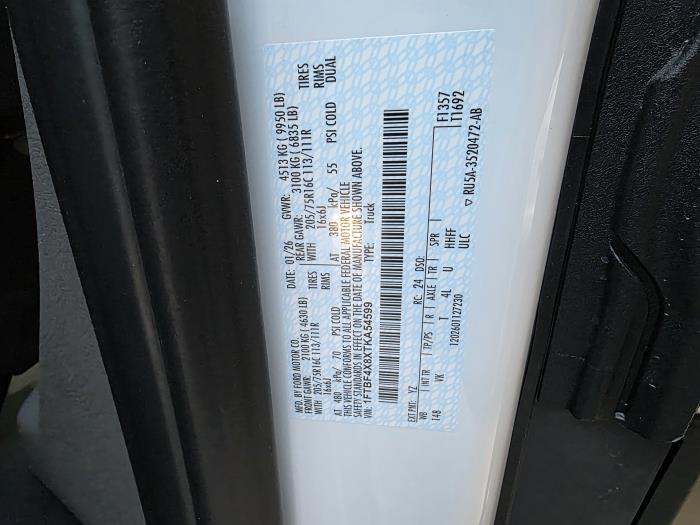 MFD. BY FORD MOTOR CO.
DATE: 01/26 GVWR: 4513 KG ( 9950 LB)
FRONT GAWR: 2100 KG ( 4630 LB) REAR GAWR: 3100 KG ( 6835 LB)
WITH 205/75R16C 113/111R TIRES WITH 205/75R16C 113/111R TIRES
16x6J RIMS 16x6J RIMS
AT 480 kPa/ 70 PSI COLD AT 380 kPa/ 55 PSI COLD DUAL
THIS VEHICLE CONFORMS TO ALL APPLICABLE FEDERAL MOTOR VEHICLE
SAFETY STANDARDS IN EFFECT ON THE DATE OF MANUFACTURE SHOWN ABOVE.
VIN: 1FTBF4X8XTKA54599
TYPE: Truck
F1357
T1692
EXT PNT: YZ RC: 24 DSO:
WB INT TR TP/PS R AXLE TR SPR
148 VK T 4L U HHFF
ULC
120260112 7230
▽ RU5A-3520472-AB